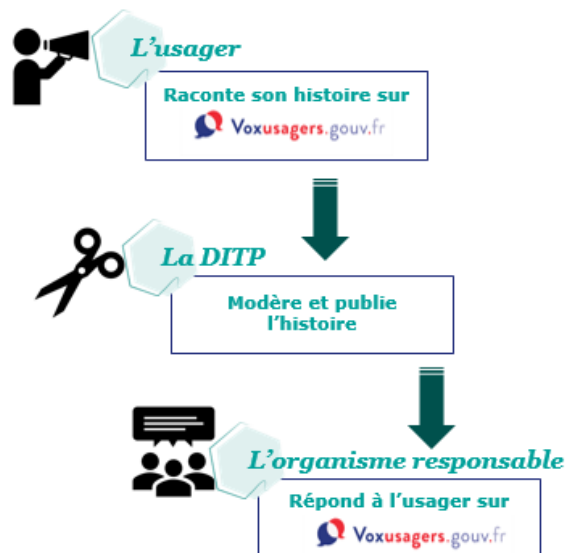 L'usager
Raconte son histoire sur
Voxusagers.gouv.fr
La DITP
Modère et publie
l'histoire
L'organisme responsable
Répond à l'usager sur
Voxusagers.gouv.fr